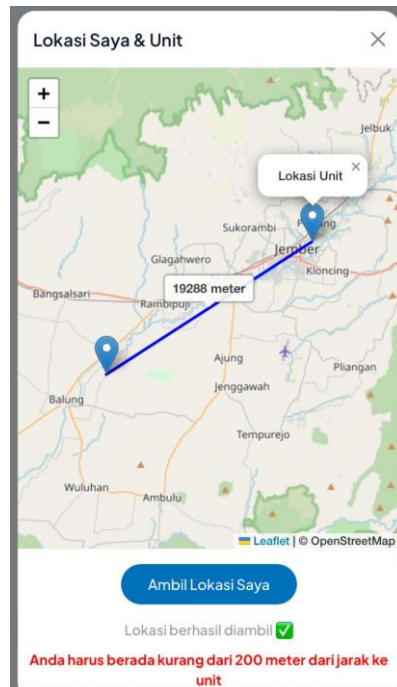 Lokasi Saya & Unit
×
+
−
Jelbuk
Lokasi Unit
×
Sukorambi
Jember
Glagahwero
Kloncing
19288 meter
Bangsalsari
Rambipuji
Ajung
Pliangan
Jenggawah
Balung
Tempurejo
Wuluhan
Ambulu
Leaflet | © OpenStreetMap
Ambil Lokasi Saya
Lokasi berhasil diambil ✅
Anda harus berada kurang dari 200 meter dari jarak ke
unit